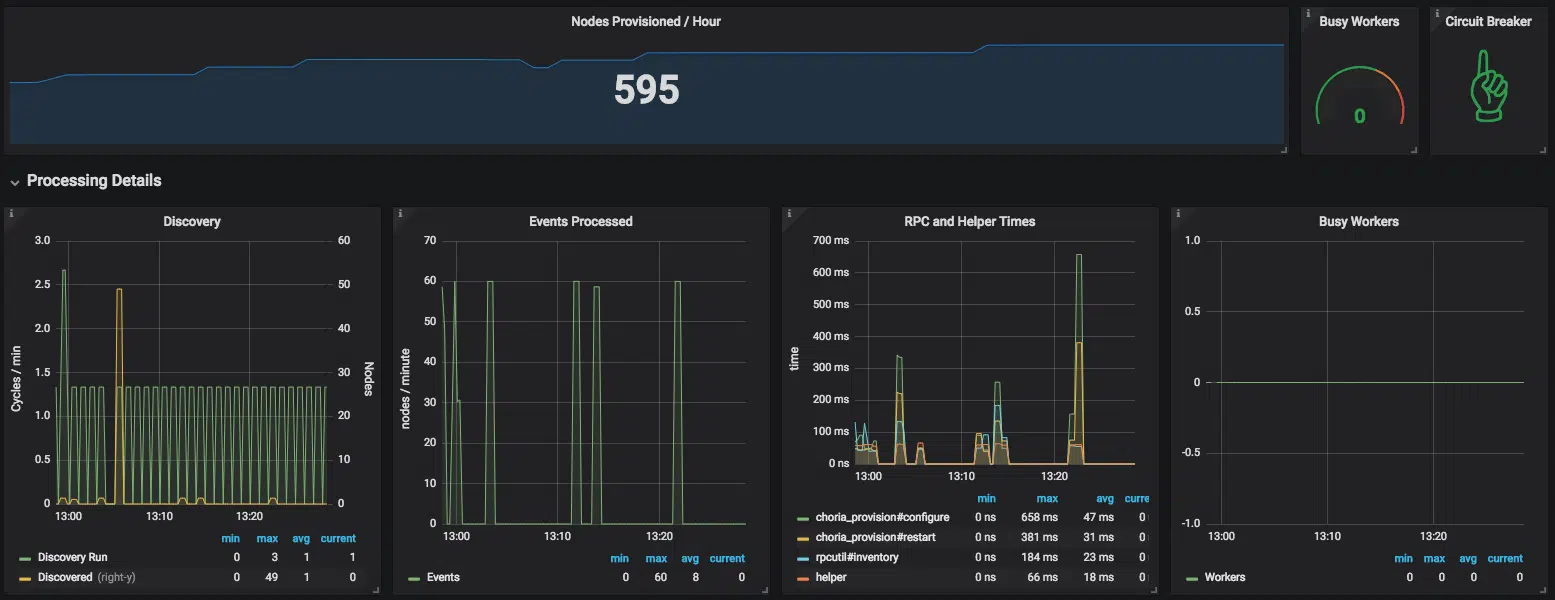 Nodes Provisioned / Hour
595
Busy Workers
0
Circuit Breaker
Processing Details
Discovery
3.0
2.5
2.0
1.5
1.0
0.5
0
Cycles / min
60
50
40
30
20
10
0
Nodes
13:00 13:10 13:20
min max avg current
Discovery Run 0 3 1 1
Discovered (right-y) 0 49 1 0
Events Processed
70
60
50
40
30
20
10
0
nodes / minute
13:00 13:10 13:20
min max avg current
Events 0 60 8 0
RPC and Helper Times
700 ms
600 ms
500 ms
400 ms
300 ms
200 ms
100 ms
0 ns
time
13:00 13:10 13:20
min max avg curre
choria_provision#configure 0 ns 658 ms 47 ms 0
choria_provision#restart 0 ns 381 ms 31 ms 0
rpcutil#inventory 0 ns 184 ms 23 ms 0
helper 0 ns 66 ms 18 ms 0
Busy Workers
1.0
0.5
0
-0.5
-1.0
13:00 13:10 13:20
min max avg current
Workers 0 0 0 0